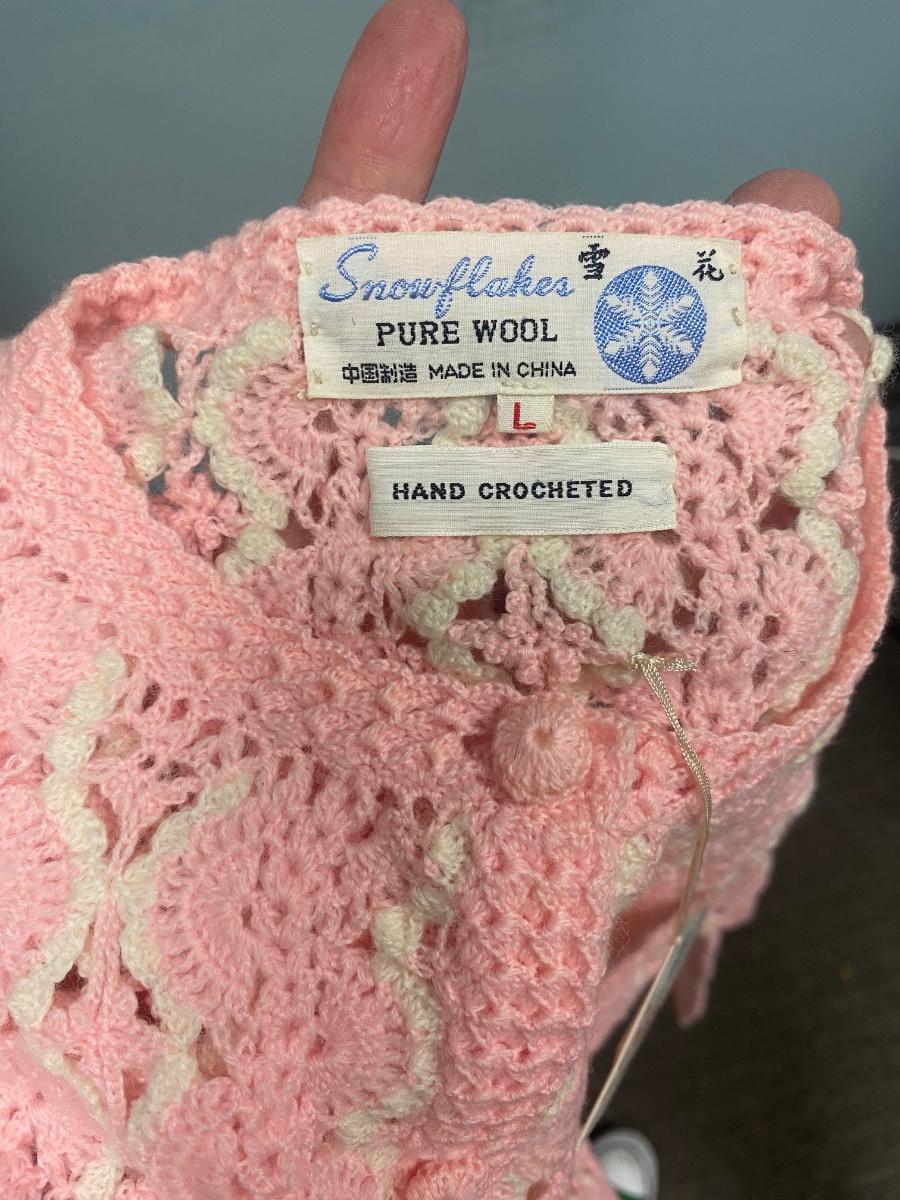 Snowflakes 雪 花
PURE WOOL
中国制造 MADE IN CHINA
L
HAND CROCHETED